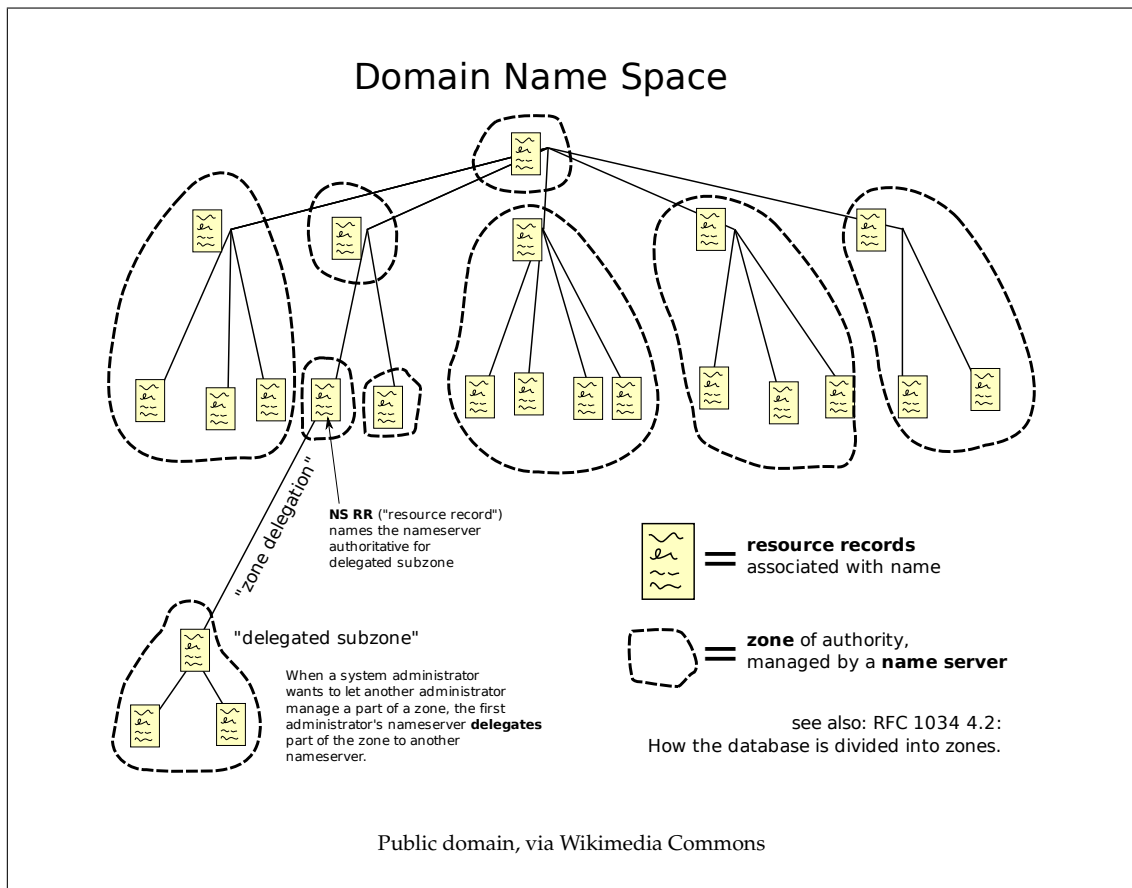 Domain Name Space
"zone delegation"
NS RR ("resource record")
names the nameserver
authoritative for
delegated subzone
"delegated subzone"
When a system administrator
wants to let another administrator
manage a part of a zone, the first
administrator's nameserver delegates
part of the zone to another
nameserver.
resource records
associated with name
zone of authority,
managed by a name server
see also: RFC 1034 4.2:
How the database is divided into zones.
Public domain, via Wikimedia Commons